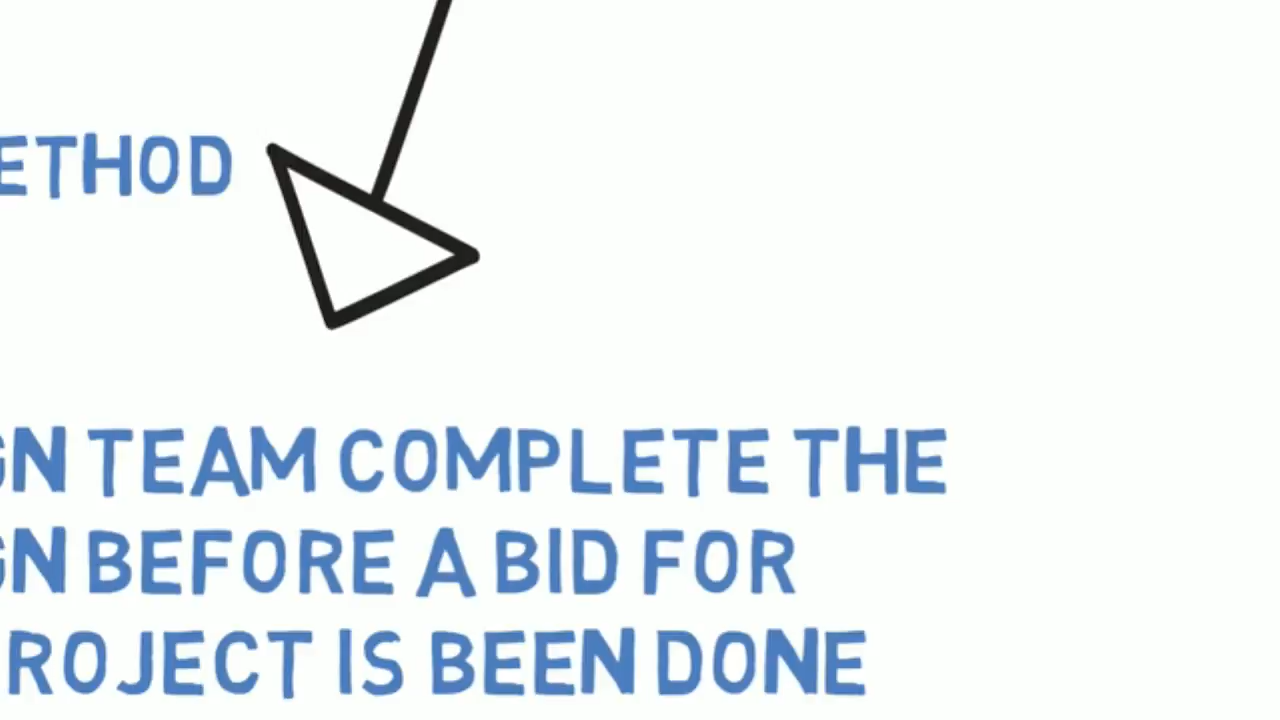 ETHOD
GN TEAM COMPLETE THE
GN BEFORE A BID FOR
ROJECT IS BEEN DONE